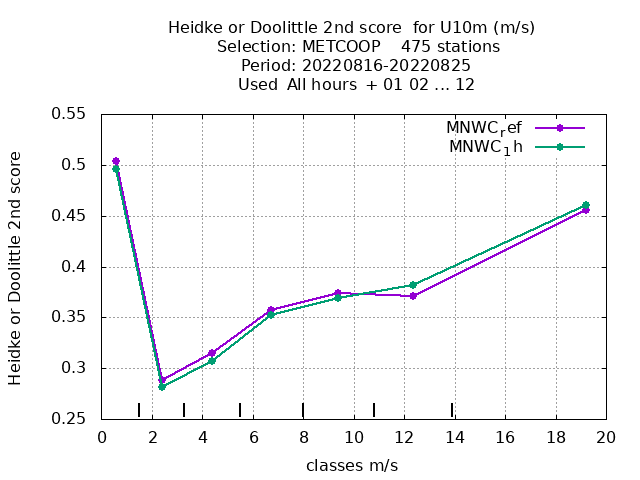 Heidke or Doolittle 2nd score  for U10m (m/s)
Selection: METCOOP    475 stations
Period: 20220816-20220825
Used  All hours  + 01 02 ... 12
MNWC_ref
MNWC_1h
Heidke or Doolittle 2nd score
0.55
0.5
0.45
0.4
0.35
0.3
0.25
0 2 4 6 8 10 12 14 16 18 20
classes m/s